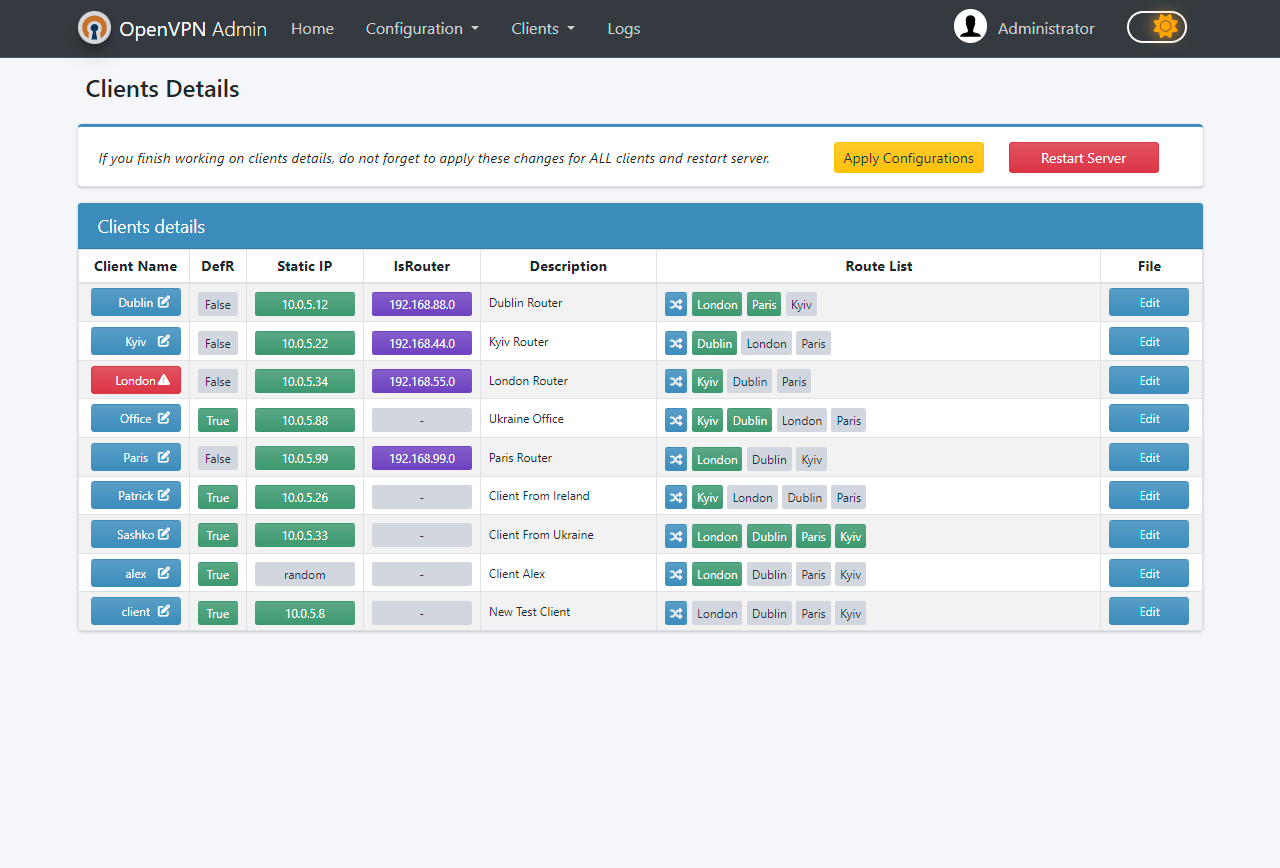 OpenVPN Admin Home Configuration Clients Logs Administrator
Clients Details
If you finish working on clients details, do not forget to apply these changes for ALL clients and restart server. Apply Configurations Restart Server
Clients details
Client Name DefR Static IP IsRouter Description Route List File
Dublin False 10.0.5.12 192.168.88.0 Dublin Router London Paris Kyiv Edit
Kyiv False 10.0.5.22 192.168.44.0 Kyiv Router Dublin London Paris Edit
London False 10.0.5.34 192.168.55.0 London Router Kyiv Dublin Paris Edit
Office True 10.0.5.88 - Ukraine Office Kyiv Dublin London Paris Edit
Paris False 10.0.5.99 192.168.99.0 Paris Router London Dublin Kyiv Edit
Patrick True 10.0.5.26 - Client From Ireland Kyiv London Dublin Paris Edit
Sashko True 10.0.5.33 - Client From Ukraine London Dublin Paris Kyiv Edit
alex True random - Client Alex London Dublin Paris Kyiv Edit
client True 10.0.5.8 - New Test Client London Dublin Paris Kyiv Edit